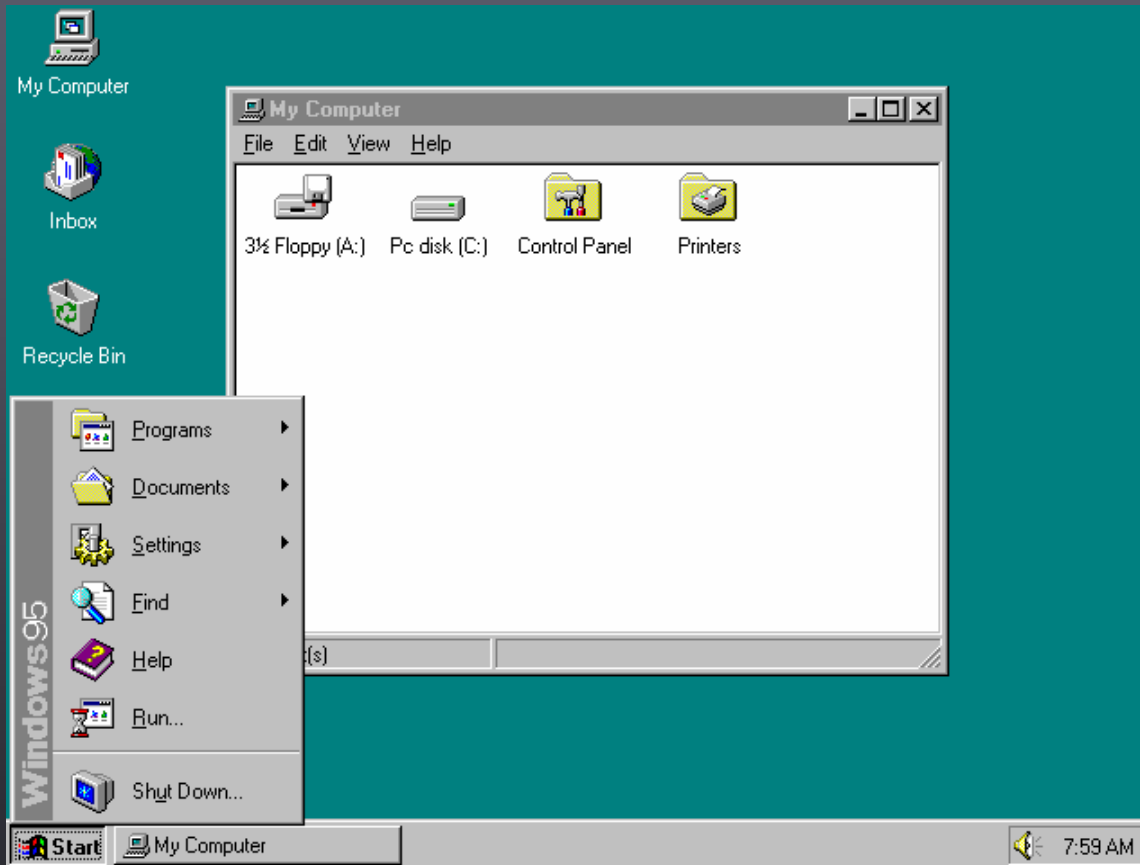 My Computer
Inbox
Recycle Bin
My Computer
File Edit View Help
3½ Floppy (A:) Pc disk (C:) Control Panel Printers
(s)
Programs
Documents
Settings
Find
Help
Run...
Shut Down...
Windows95
Start My Computer 7:59 AM